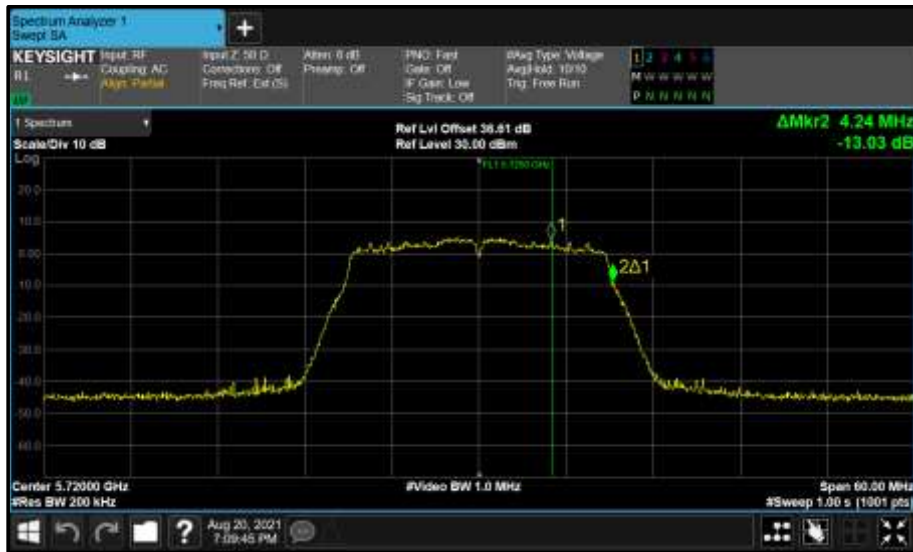 Spectrum Analyzer 1
Swept SA
+
KEYSIGHT Input: RF
Coupling: AC
Align: Partial
Input Z: 50 Ω
Corrections: Off
Freq Ref: Ext (S)
Atten: 6 dB
Preamp: Off
PNO: Fast
Gate: Off
IF Gain: Low
Sig Track: Off
#Avg Type: Voltage
Avg|Hold: 10/10
Trig: Free Run
1 2 3 4 5 6
M W W W W W
P N N N N N
1 Spectrum
Scale/Div 10 dB
Ref Lvl Offset 36.61 dB
Ref Level 30.00 dBm
ΔMkr2 4.24 MHz
-13.03 dB
Log
20.0
10.0
0.00
-10.0
-20.0
-30.0
-40.0
-50.0
-60.0
1
2Δ1
Center 5.72000 GHz
#Res BW 200 kHz
#Video BW 1.0 MHz
Span 60.00 MHz
#Sweep 1.00 s (1001 pts)
?
Aug 20, 2021
7:09:45 PM